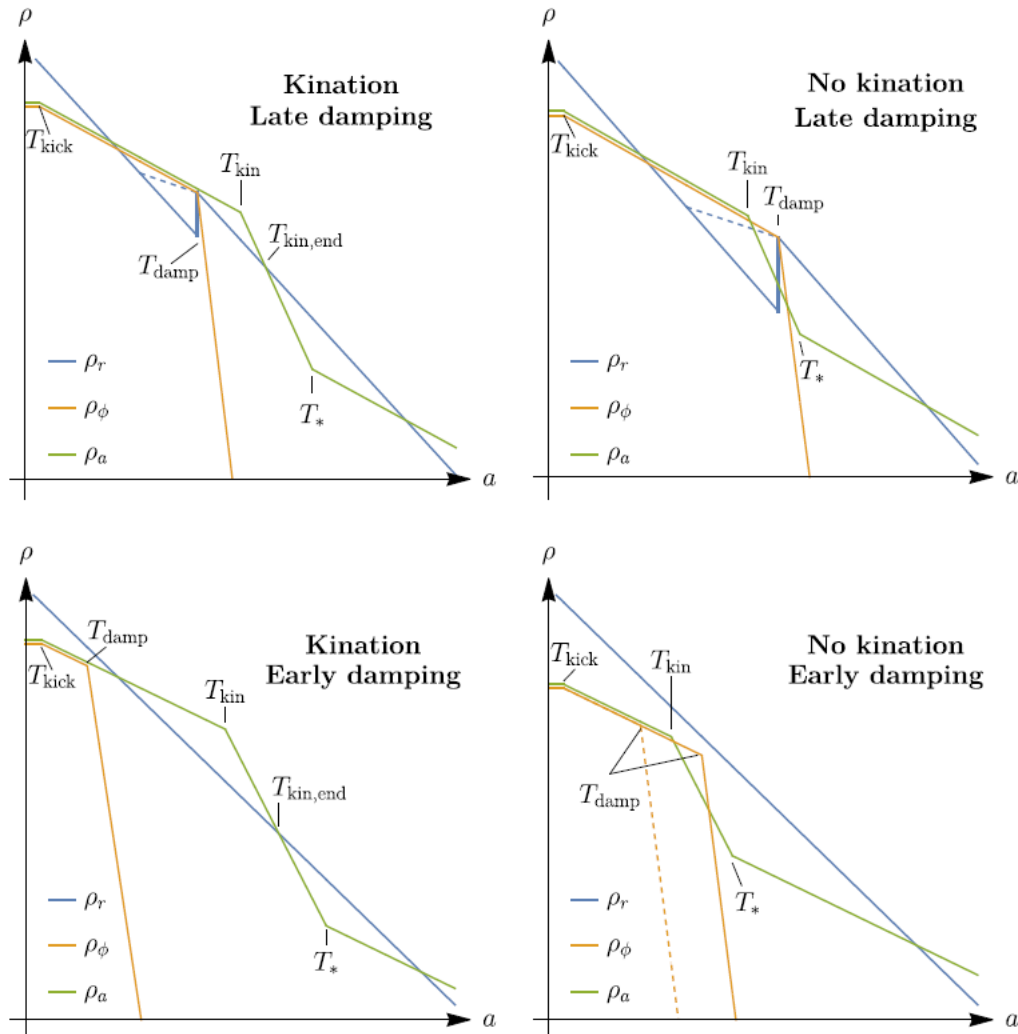 ρ
Kination
Late damping
T_kick
T_kin
T_kin,end
T_damp
T_*
ρ_r
ρ_ϕ
ρ_a
a
ρ
No kination
Late damping
T_kick
T_kin
T_damp
T_*
ρ_r
ρ_ϕ
ρ_a
a
ρ
Kination
Early damping
T_damp
T_kick
T_kin
T_kin,end
T_*
ρ_r
ρ_ϕ
ρ_a
a
ρ
No kination
Early damping
T_kick
T_kin
T_damp
T_*
ρ_r
ρ_ϕ
ρ_a
a